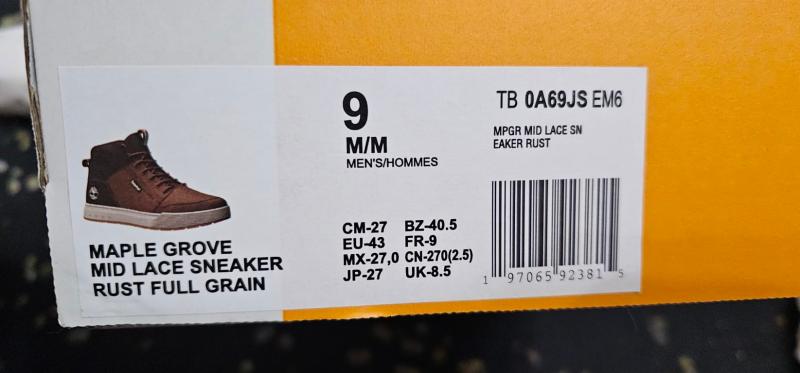 9
M/M
MEN'S/HOMMES
TB 0A69JS EM6
MPGR MID LACE SN
EAKER RUST
MAPLE GROVE
MID LACE SNEAKER
RUST FULL GRAIN
CM-27 BZ-40.5
EU-43 FR-9
MX-27,0 CN-270(2.5)
JP-27 UK-8.5
1 97065 92381 5